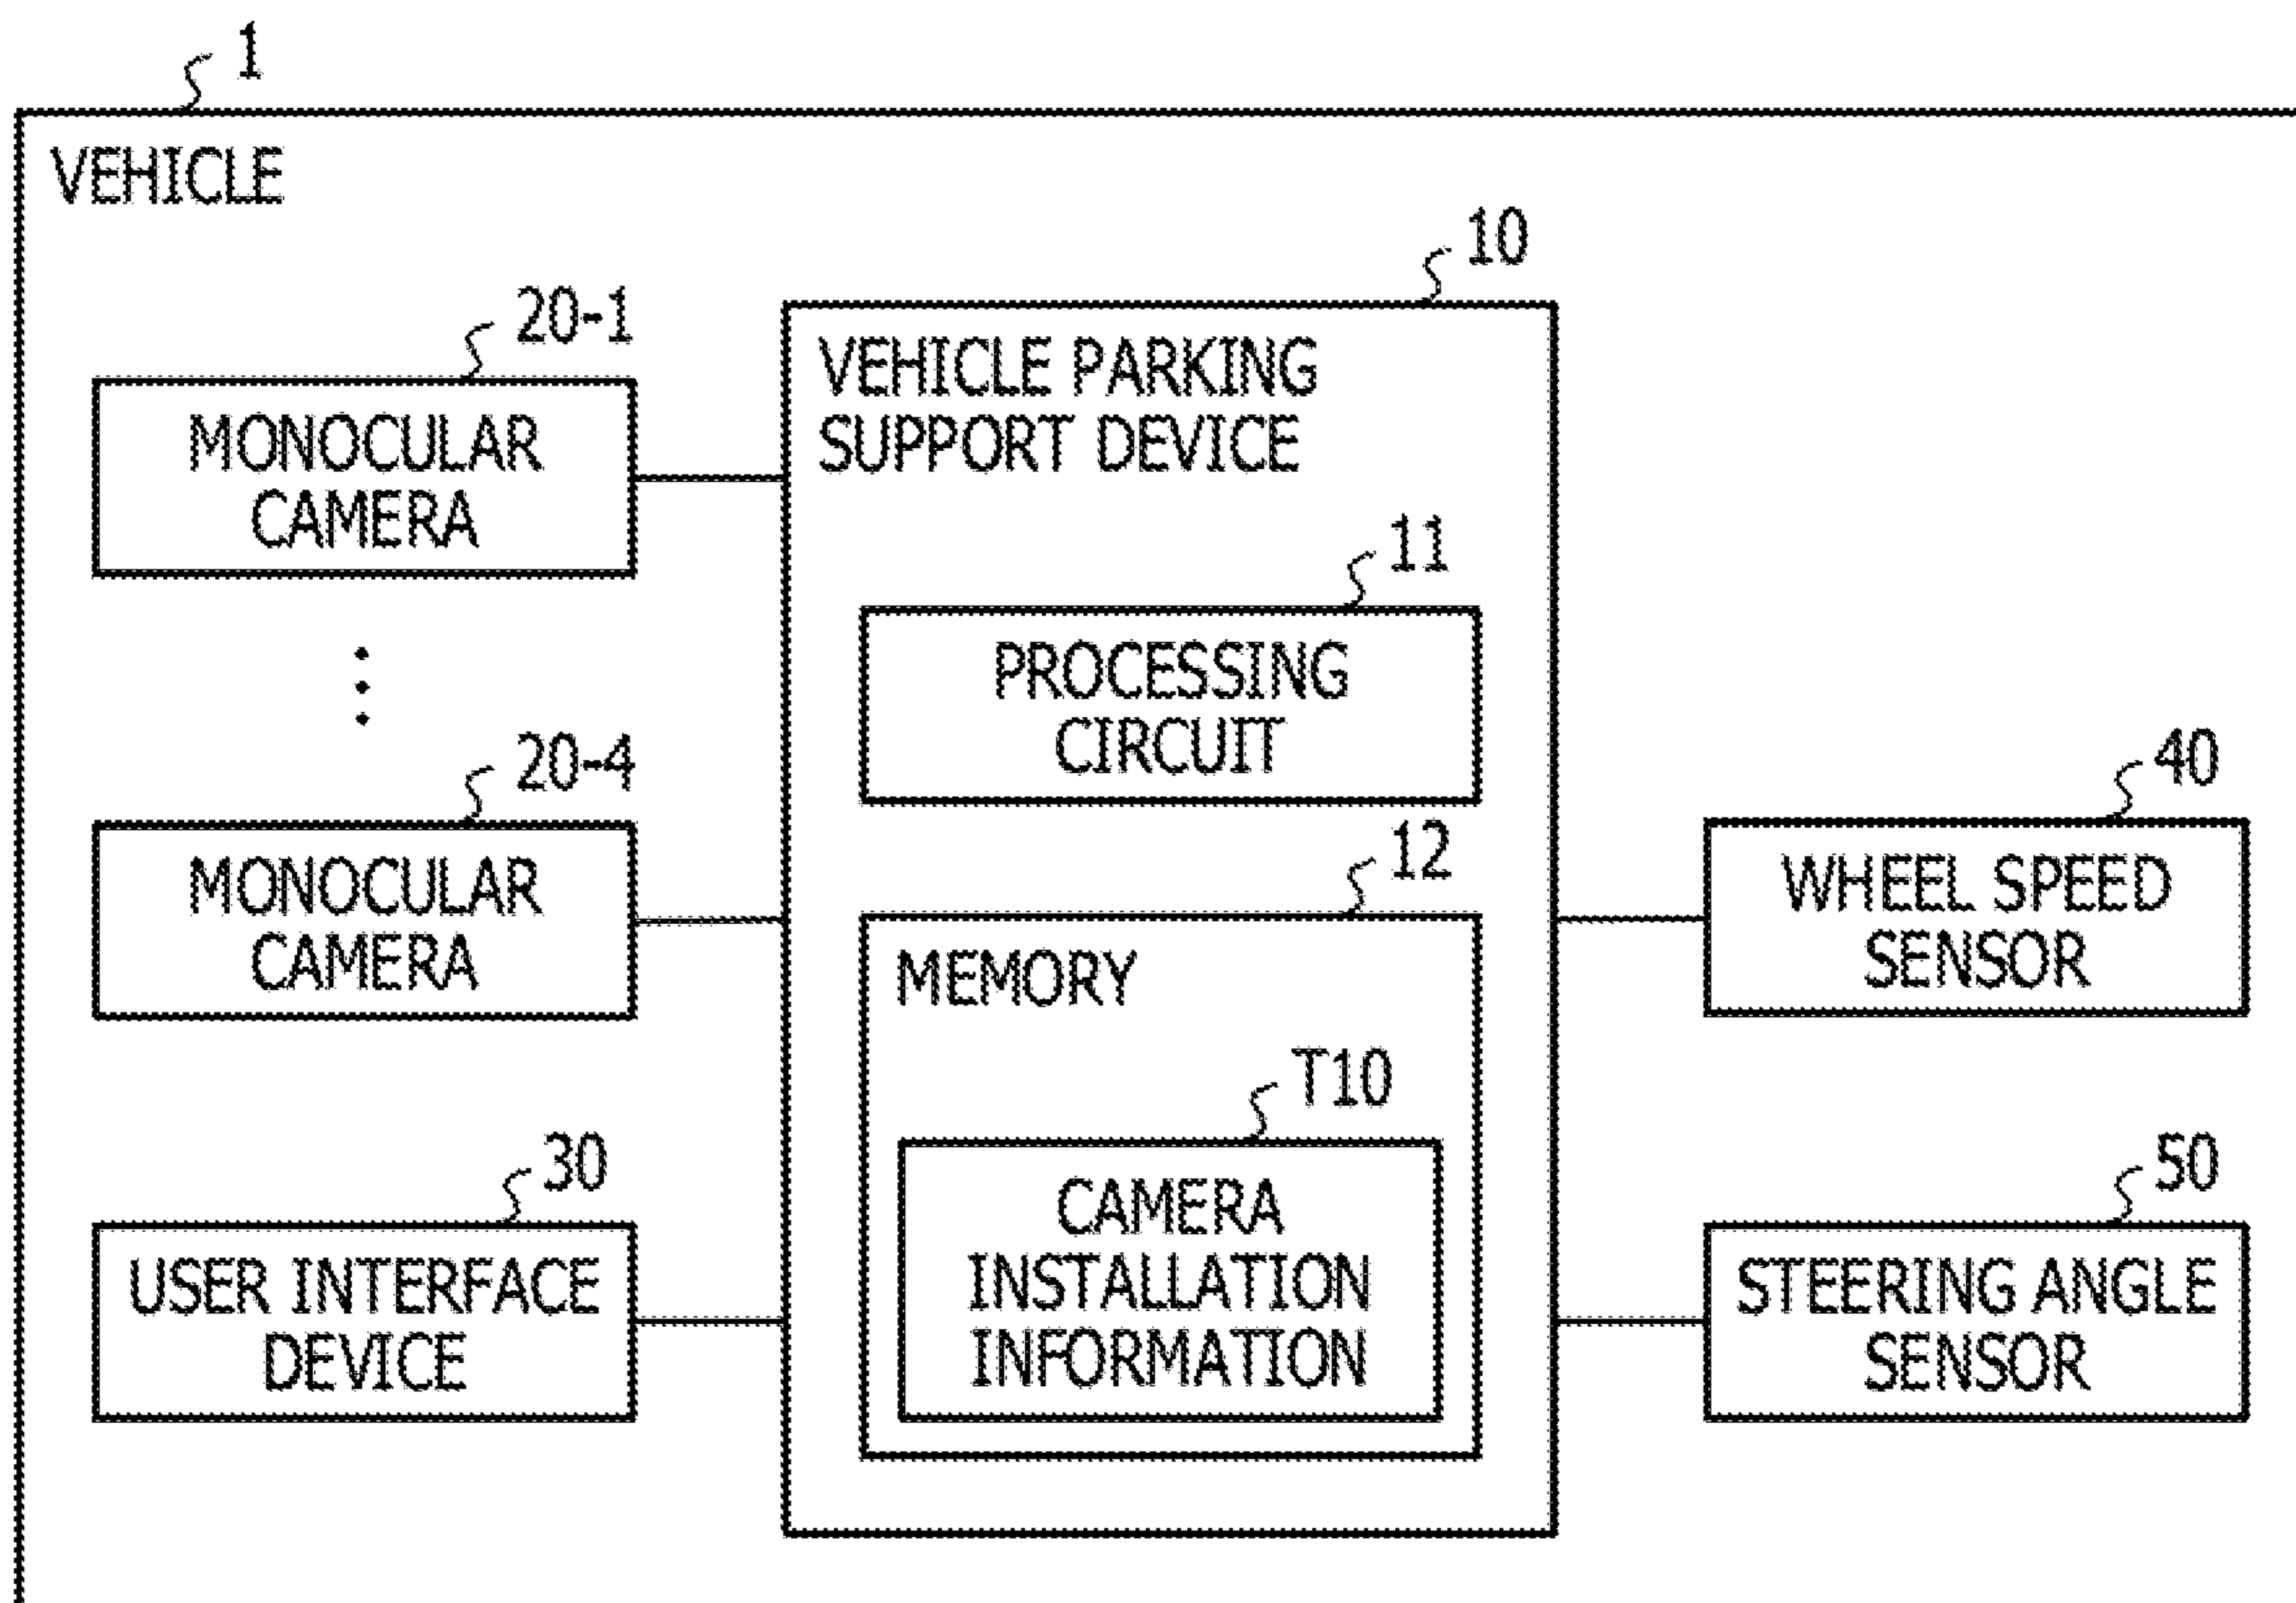 1
VEHICLE
10
20-1
VEHICLE PARKING
SUPPORT DEVICE
MONOCULAR
CAMERA
11
PROCESSING
CIRCUIT
20-4
40
MONOCULAR
CAMERA
12
WHEEL SPEED
SENSOR
MEMORY
T10
30
50
CAMERA
INSTALLATION
INFORMATION
USER INTERFACE
DEVICE
STEERING ANGLE
SENSOR